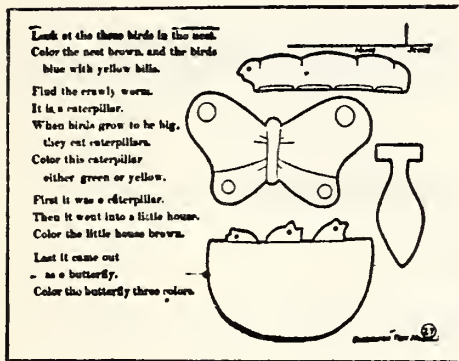 Look at the three birds in the nest.
Color the nest brown, and the birds
blue with yellow bills.
Find the crawly worm.
It is a caterpillar.
When birds grow to be big,
they eat caterpillars.
Color this caterpillar
either green or yellow.
First it was a caterpillar.
Then it went into a little house.
Color the little house brown.
Last it came out
as a butterfly.
Color the butterfly three colors.
27